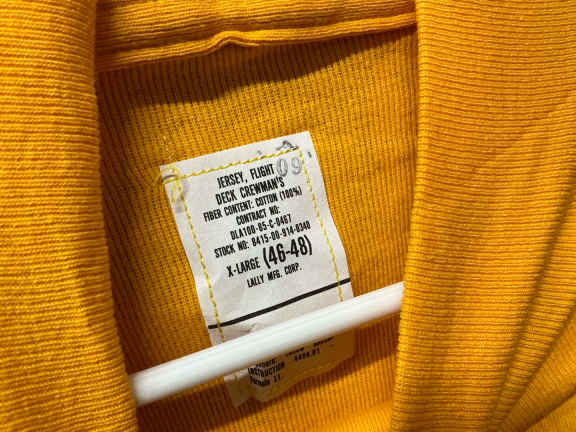 09
JERSEY, FLIGHT
DECK CREWMAN'S
FIBER CONTENT: COTTON (100%)
CONTRACT NO:
DLA100-85-C-0467
STOCK NO: 8415-00-914-0340
X-LARGE (46-48)
LALLY MFG. CORP.